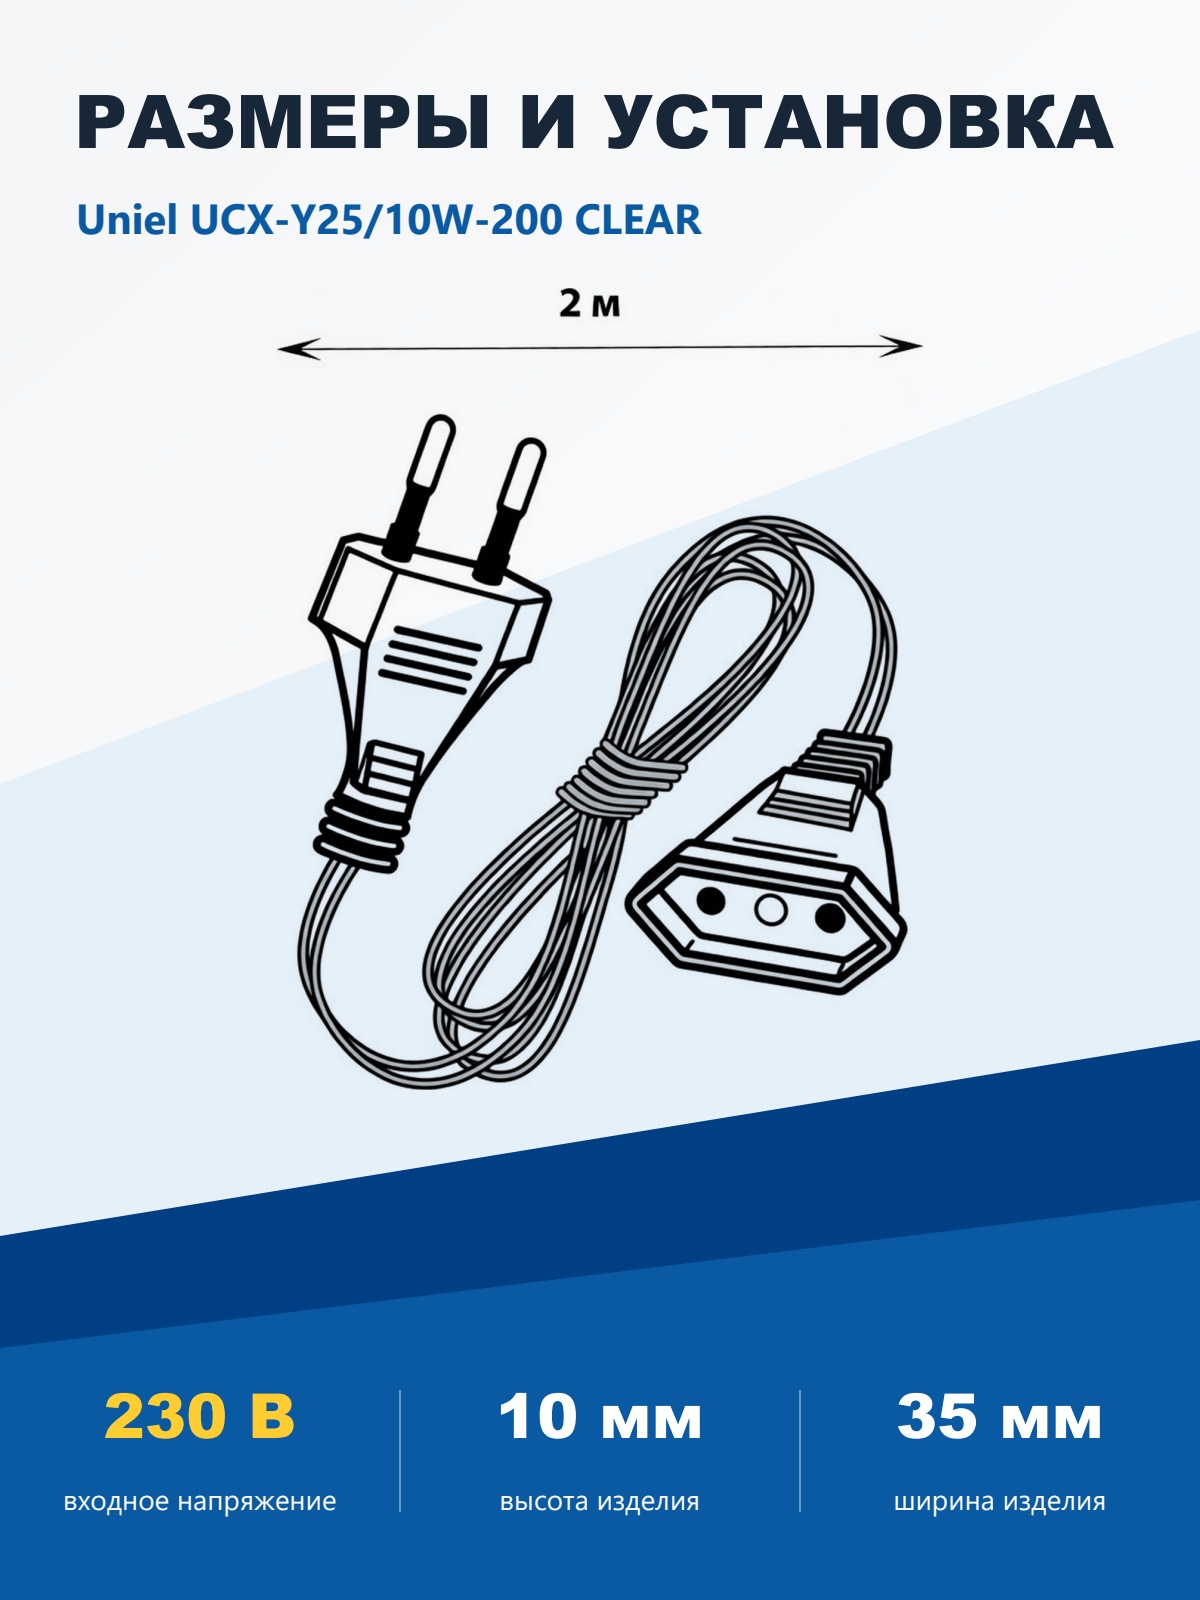 РАЗМЕРЫ И УСТАНОВКА
Uniel UCX-Y25/10W-200 CLEAR
2 м
230 В
входное напряжение
10 мм
высота изделия
35 мм
ширина изделия